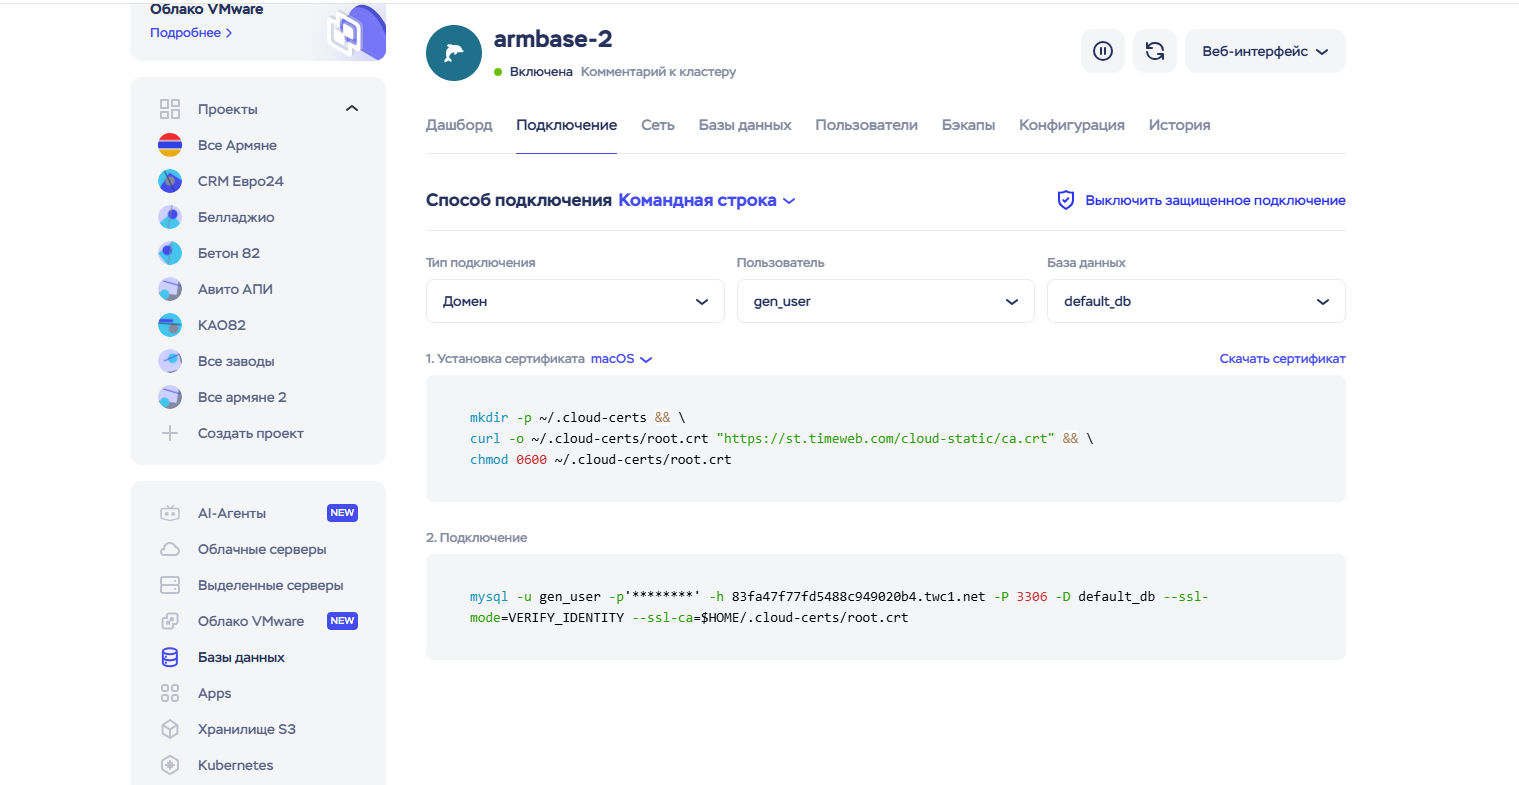 Облако VMware
Подробнее
Проекты
Все Армяне
CRM Евро24
Белладжио
Бетон 82
Авито АПИ
КАО82
Все заводы
Все армяне 2
Создать проект
AI-Агенты NEW
Облачные серверы
Выделенные серверы
Облако VMware NEW
Базы данных
Apps
Хранилище S3
Kubernetes
armbase-2
Включена Комментарий к кластеру
Веб-интерфейс
Дашборд Подключение Сеть Базы данных Пользователи Бэкапы Конфигурация История
Способ подключения Командная строка
Выключить защищенное подключение
Тип подключения Пользователь База данных
Домен gen_user default_db
1. Установка сертификата macOS Скачать сертификат
mkdir -p ~/.cloud-certs && \
curl -o ~/.cloud-certs/root.crt "https://st.timeweb.com/cloud-static/ca.crt" && \
chmod 0600 ~/.cloud-certs/root.crt
2. Подключение
mysql -u gen_user -p'********' -h 83fa47f77fd5488c949020b4.twc1.net -P 3306 -D default_db --ssl-
mode=VERIFY_IDENTITY --ssl-ca=$HOME/.cloud-certs/root.crt